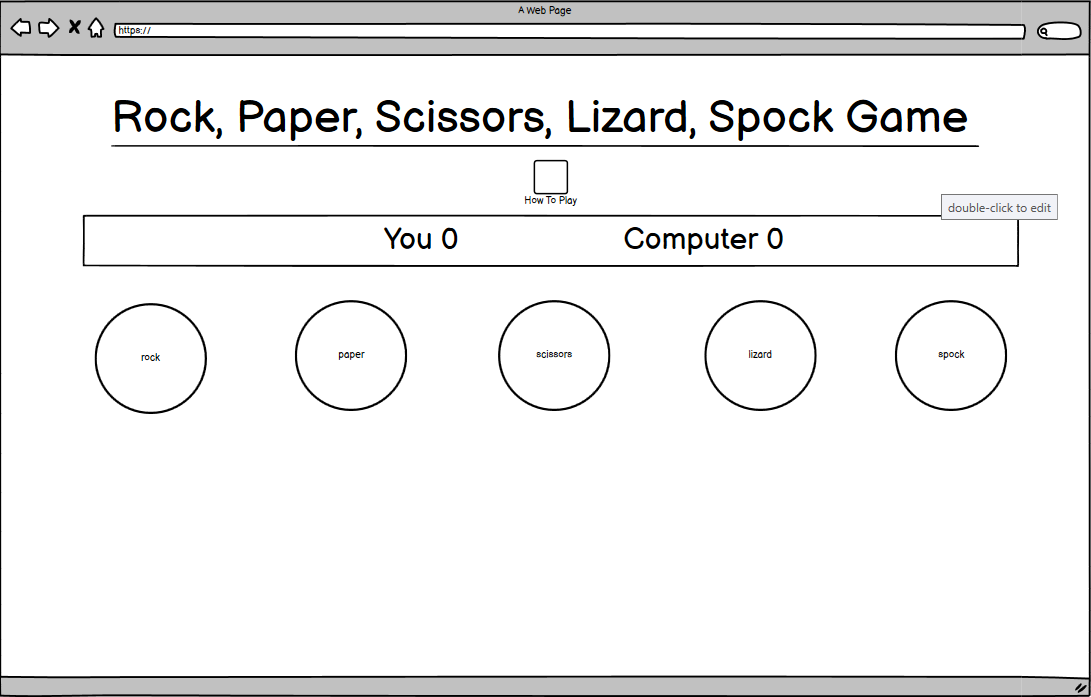 A Web Page
https://
Rock, Paper, Scissors, Lizard, Spock Game
How To Play
double-click to edit
You 0 Computer 0
rock paper scissors lizard spock